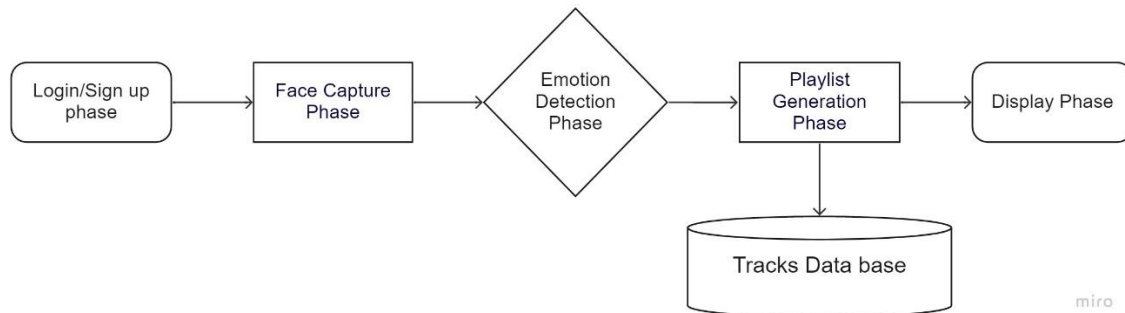 Login/Sign up
phase
Face Capture
Phase
Emotion
Detection
Phase
Playlist
Generation
Phase
Display Phase
Tracks Data base
miro